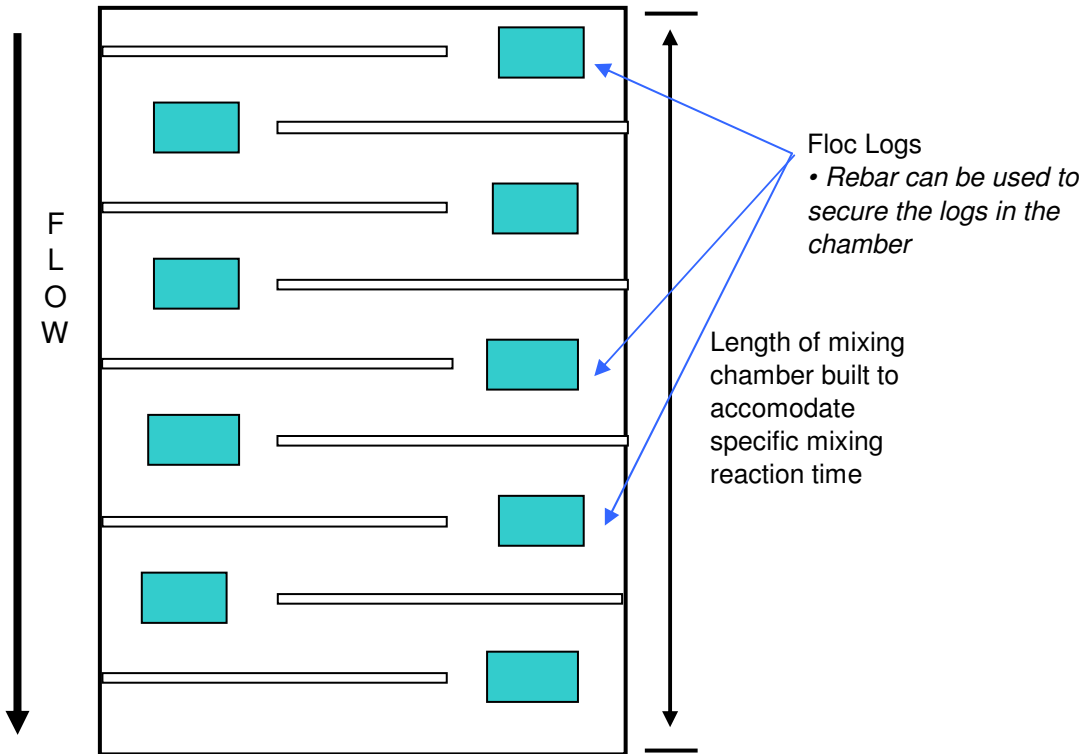 F
L
O
W
Floc Logs
• Rebar can be used to
secure the logs in the
chamber
Length of mixing
chamber built to
accomodate
specific mixing
reaction time